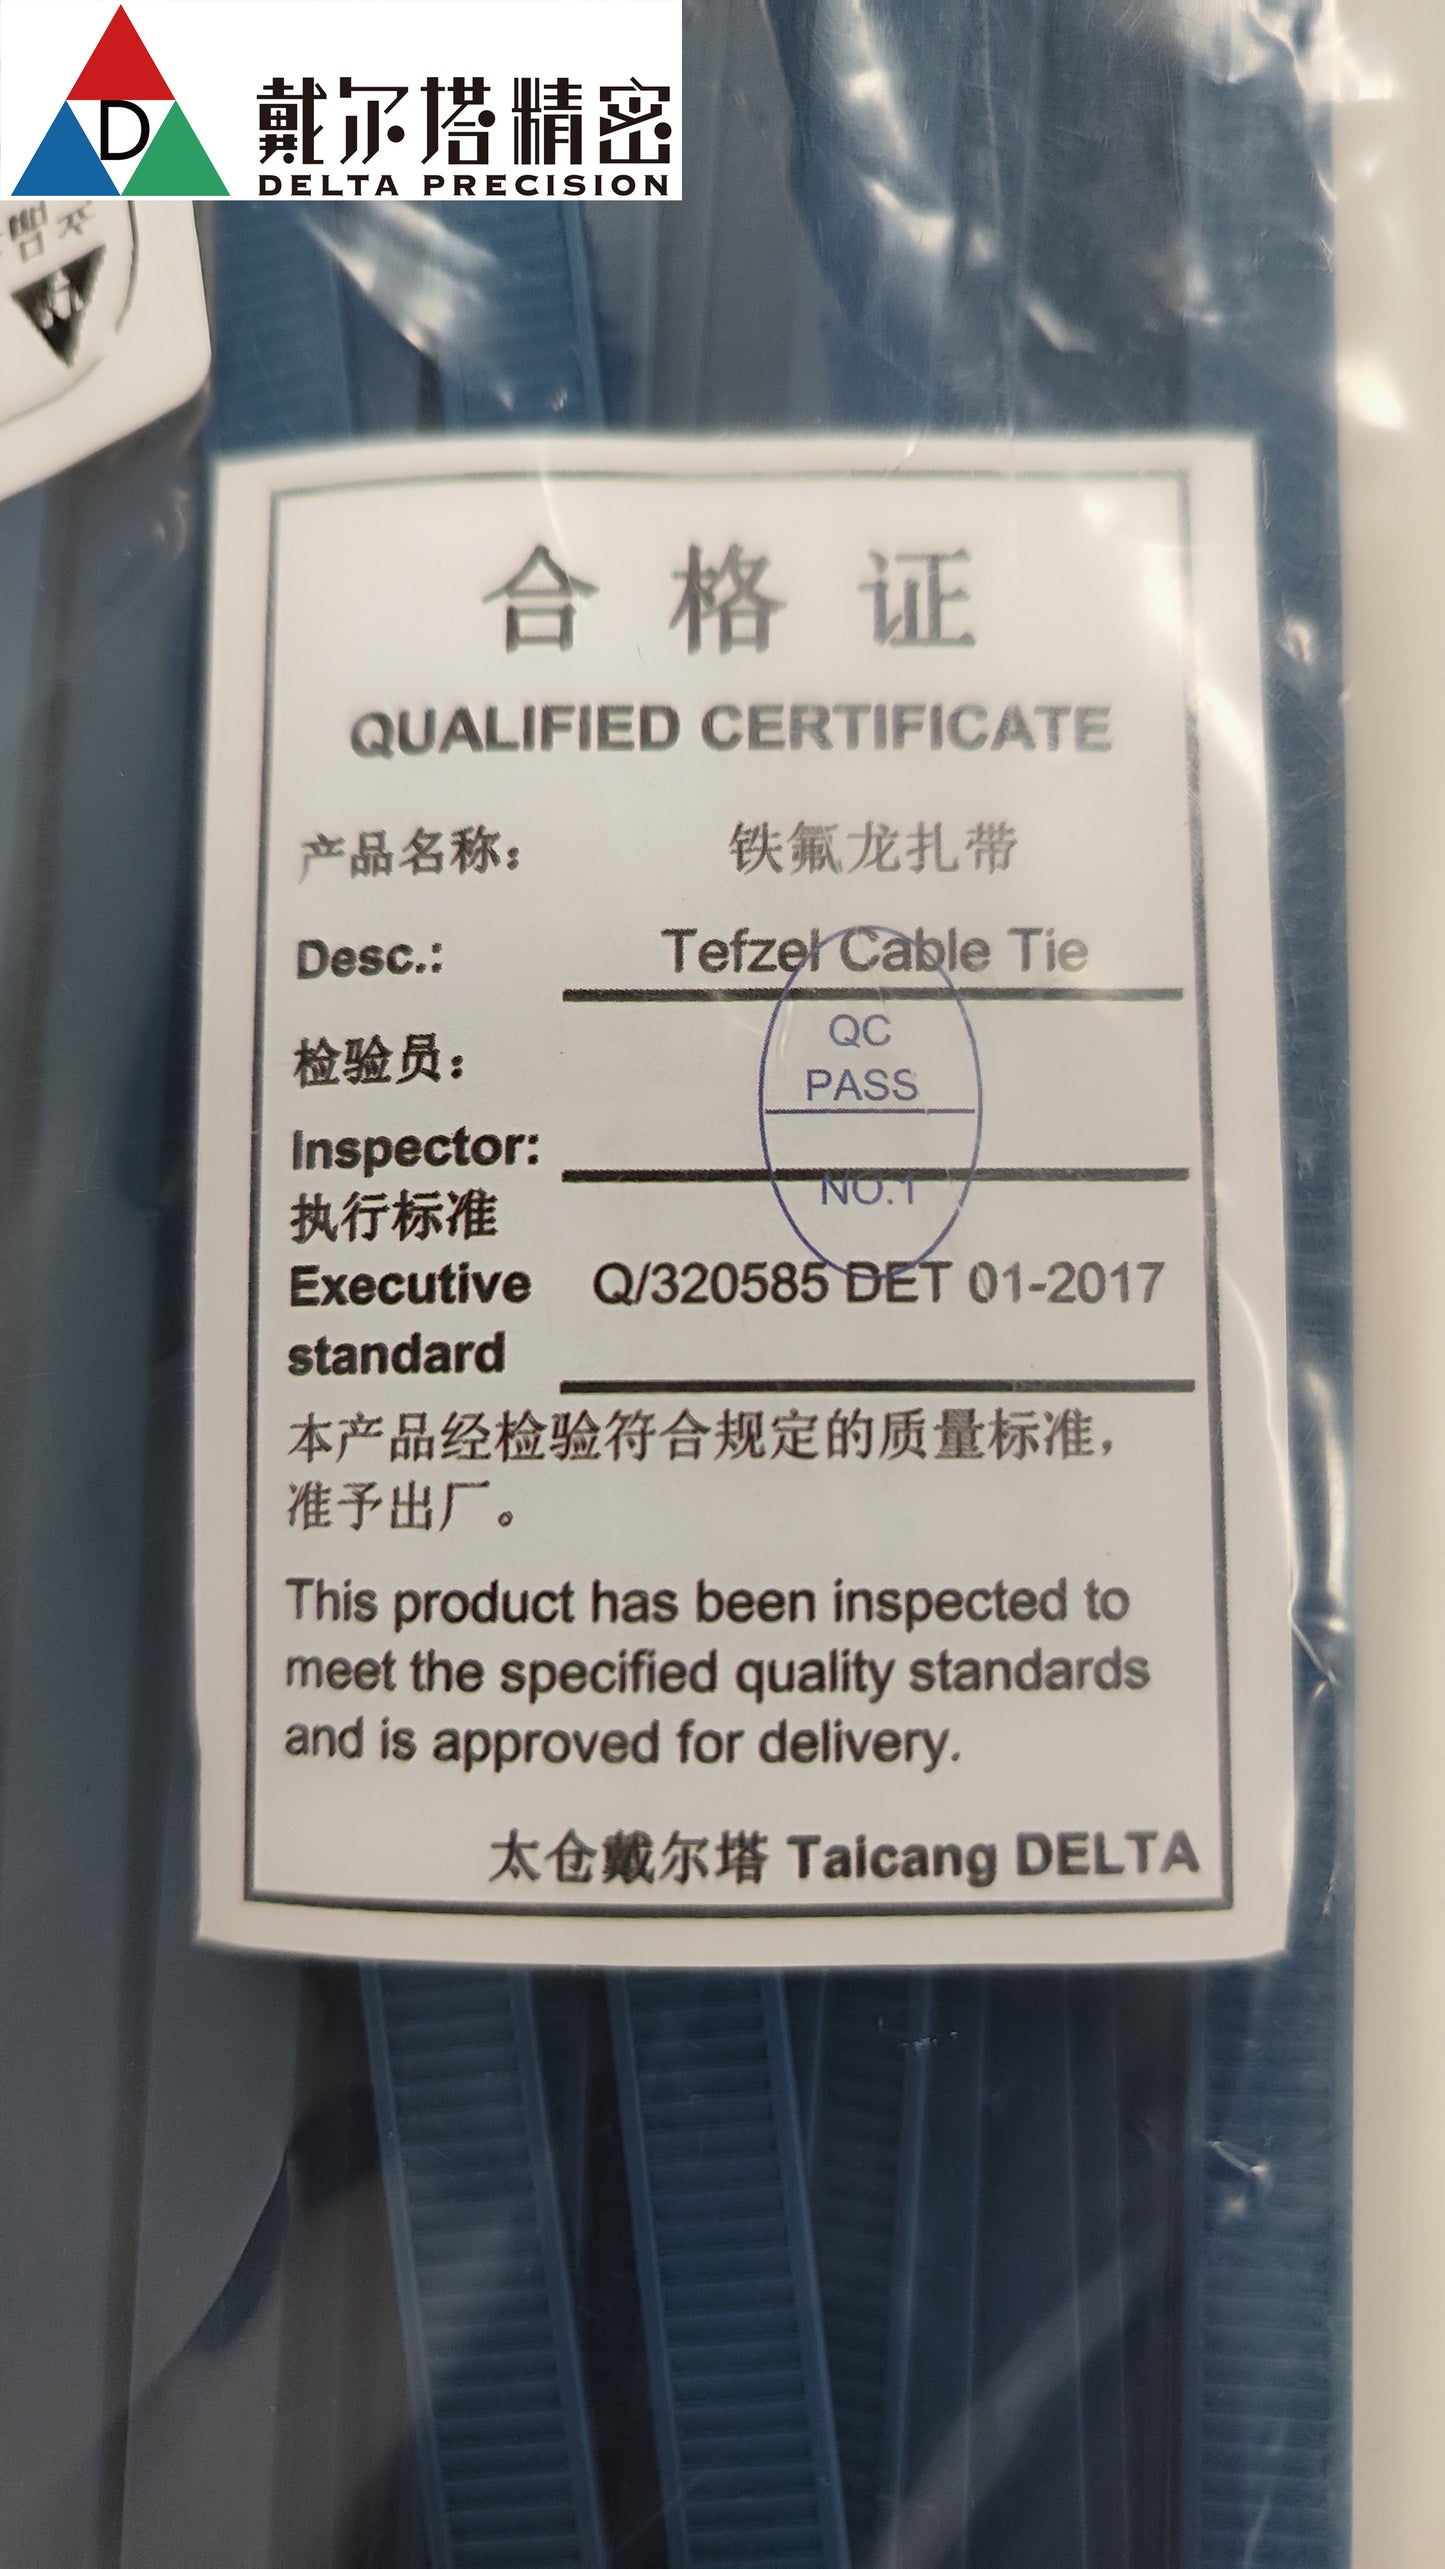 D
戴尔塔精密
DELTA PRECISION
合格证
QUALIFIED CERTIFICATE
产品名称： 铁氟龙扎带
Desc.: Tefzel Cable Tie
QC
PASS
检验员：
Inspector:
NO.1
执行标准
Executive Q/320585 DET 01-2017
standard
本产品经检验符合规定的质量标准，
准予出厂。
This product has been inspected to
meet the specified quality standards
and is approved for delivery.
太仓戴尔塔 Taicang DELTA